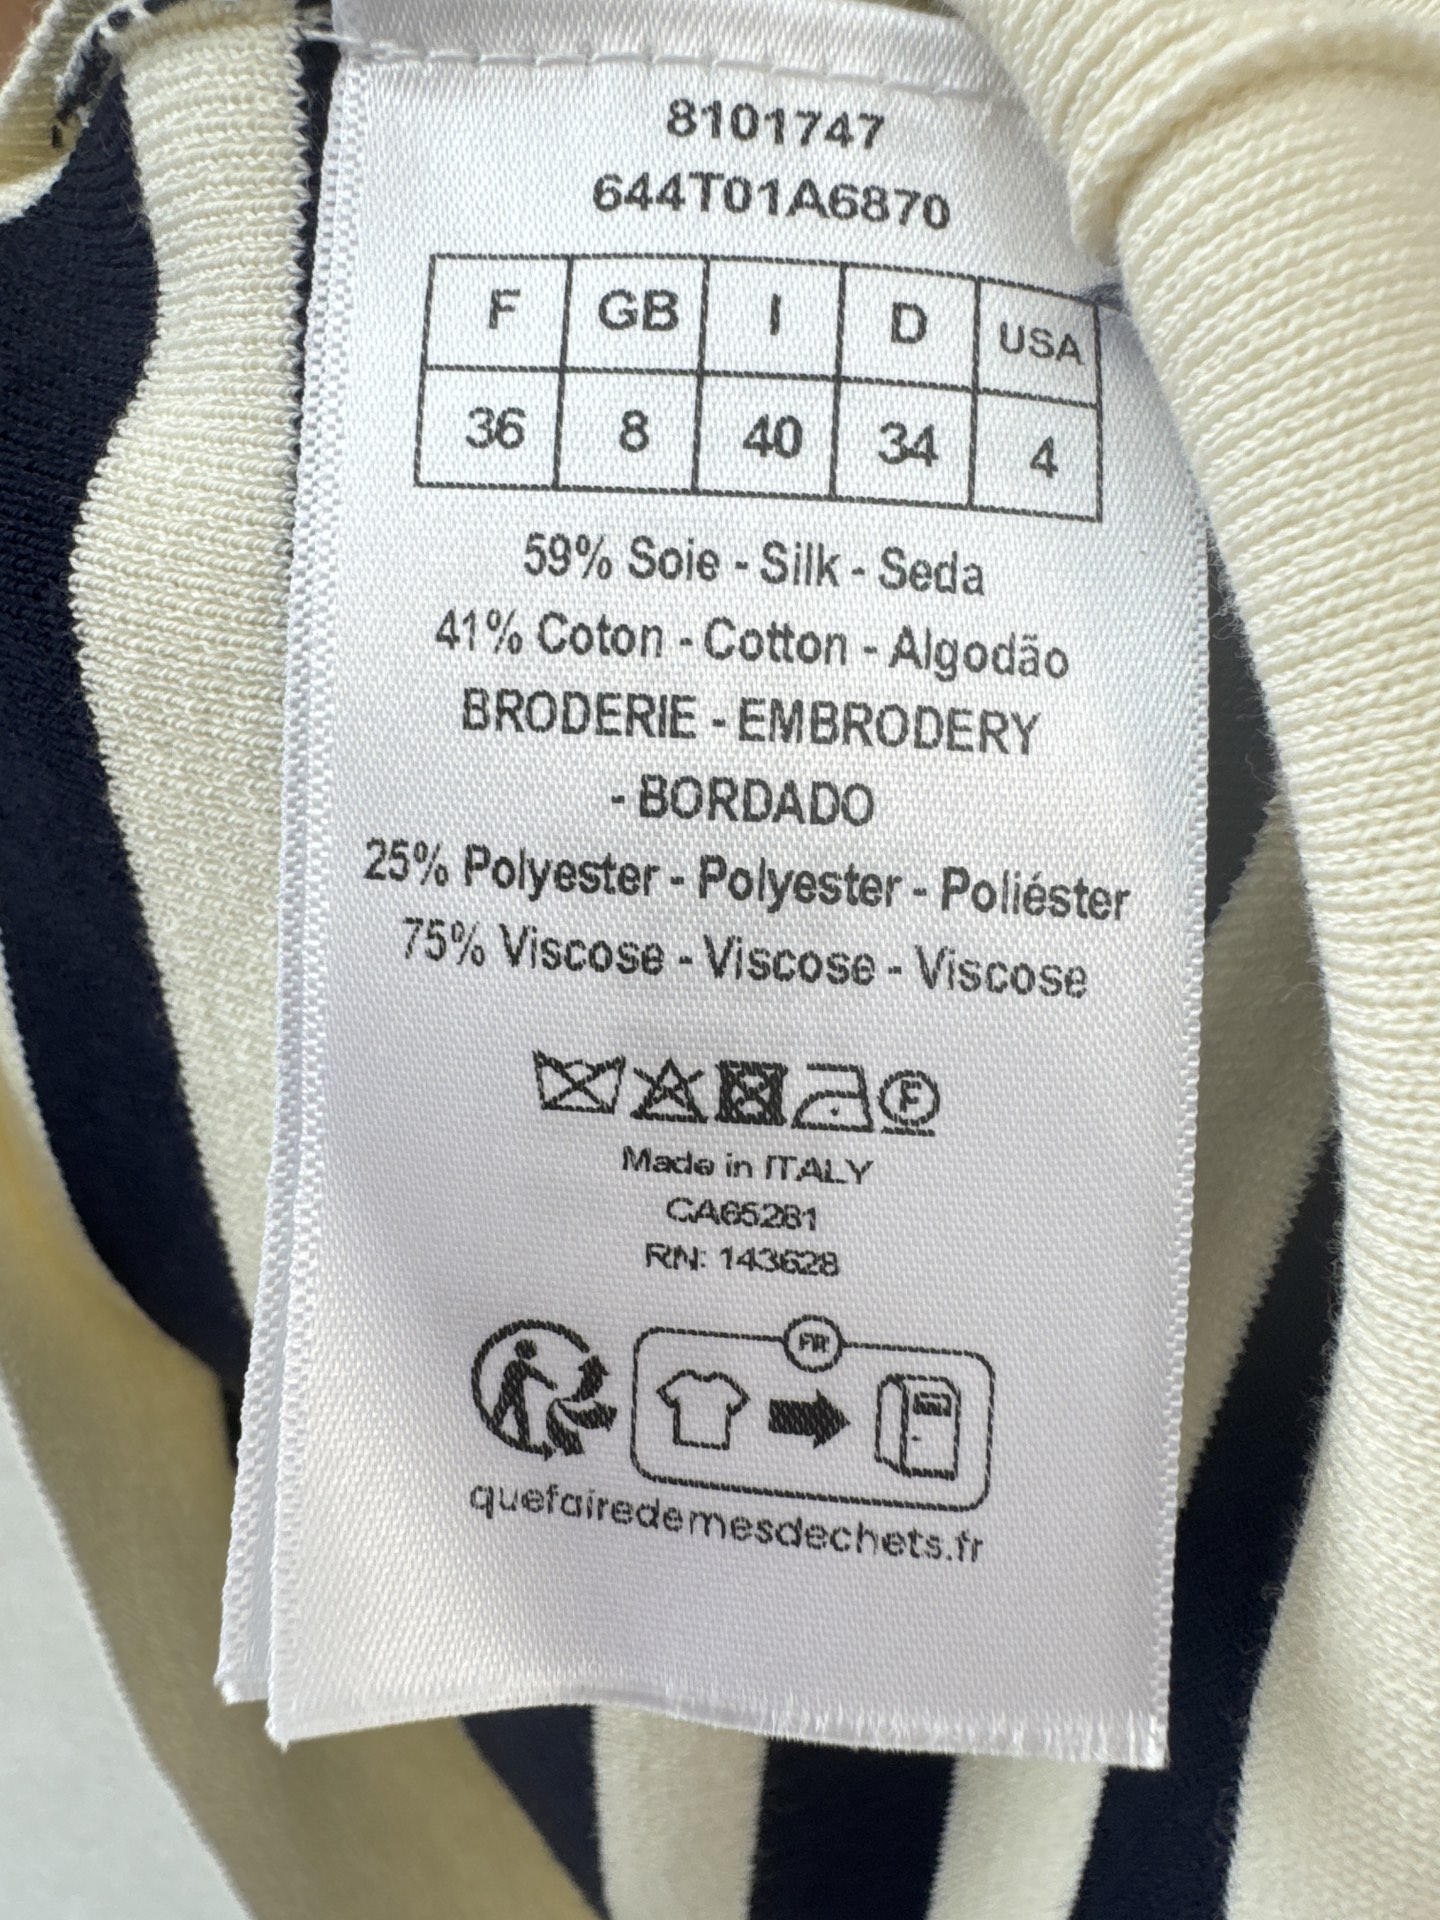 8101747
644T01A6870
F GB I D USA
36 8 40 34 4
59% Soie - Silk - Seda
41% Coton - Cotton - Algodão
BRODERIE - EMBRODERY
- BORDADO
25% Polyester - Polyester - Poliéster
75% Viscose - Viscose - Viscose
F
Made in ITALY
CA65281
RN: 143628
FR
quefairedemesdechets.fr